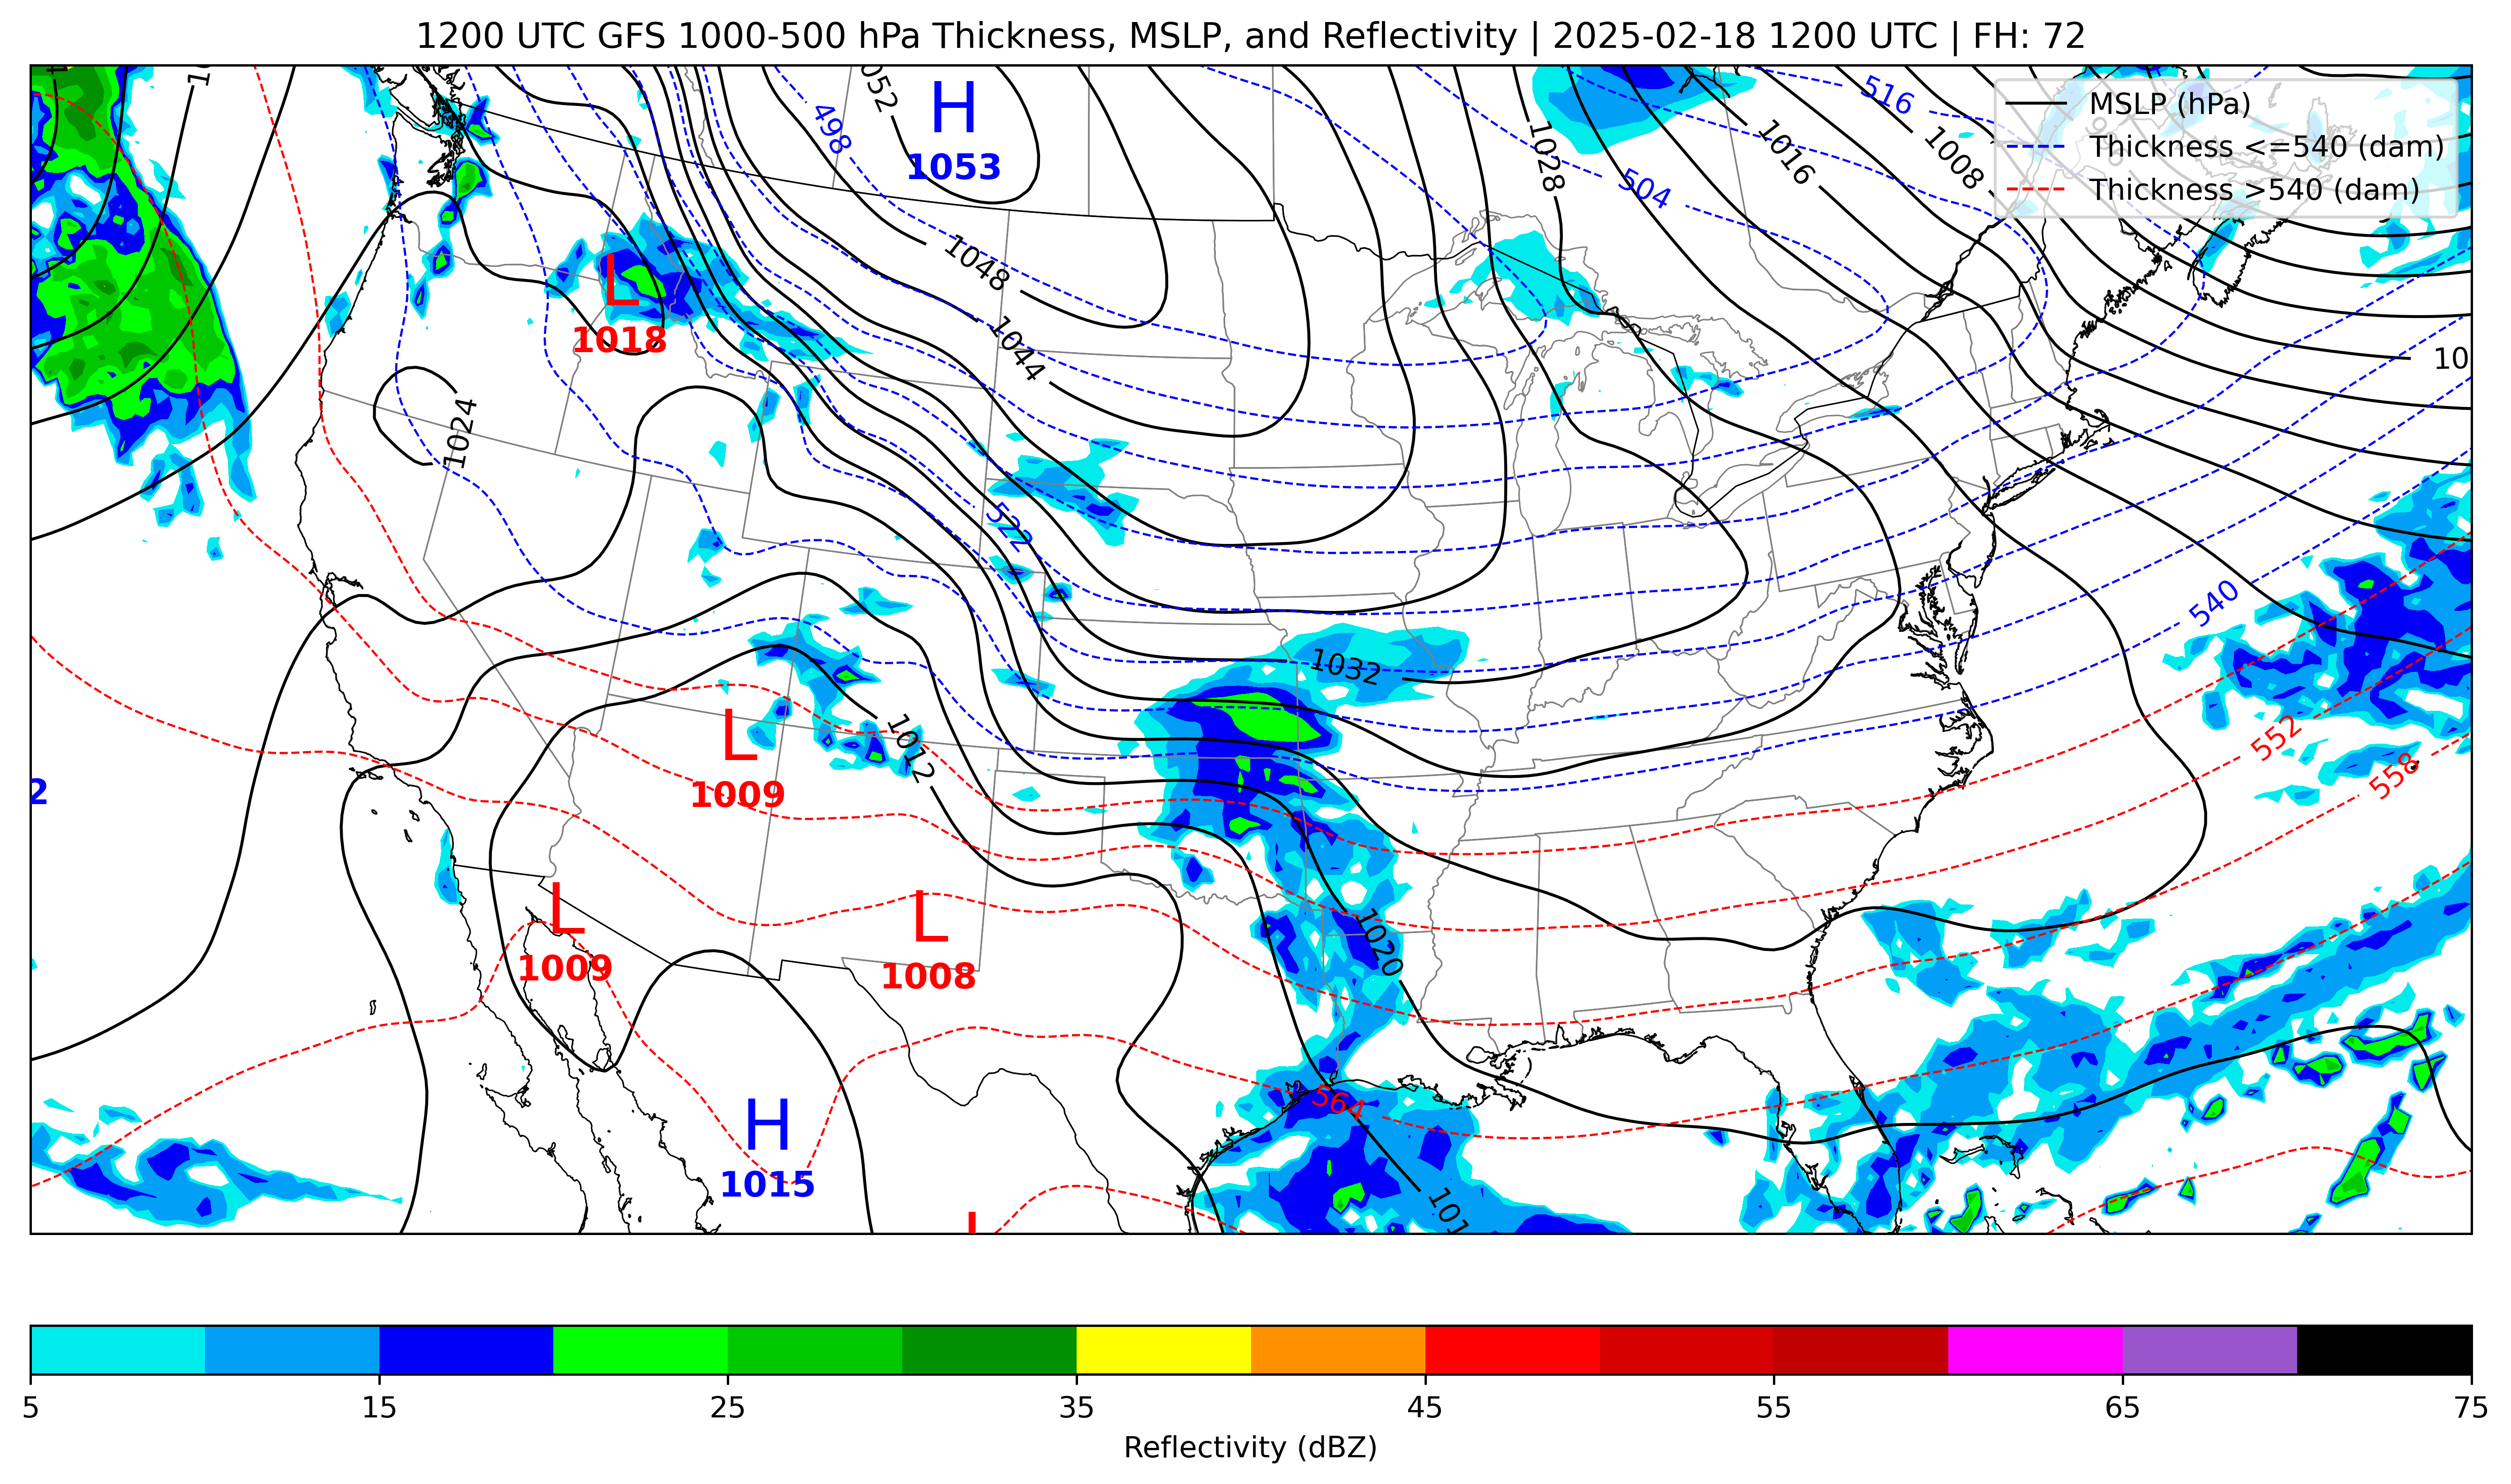 1200 UTC GFS 1000-500 hPa Thickness, MSLP, and Reflectivity | 2025-02-18 1200 UTC | FH: 72
MSLP (hPa)
Thickness <=540 (dam)
Thickness >540 (dam)
H
1053
498
1028
516
1016
1008
504
1048
L
1018
1044
1024
522
540
1032
552
558
L
1009
1012
2
L
1009
L
1008
1020
564
H
1015
5
15
25
35
45
55
65
75
Reflectivity (dBZ)